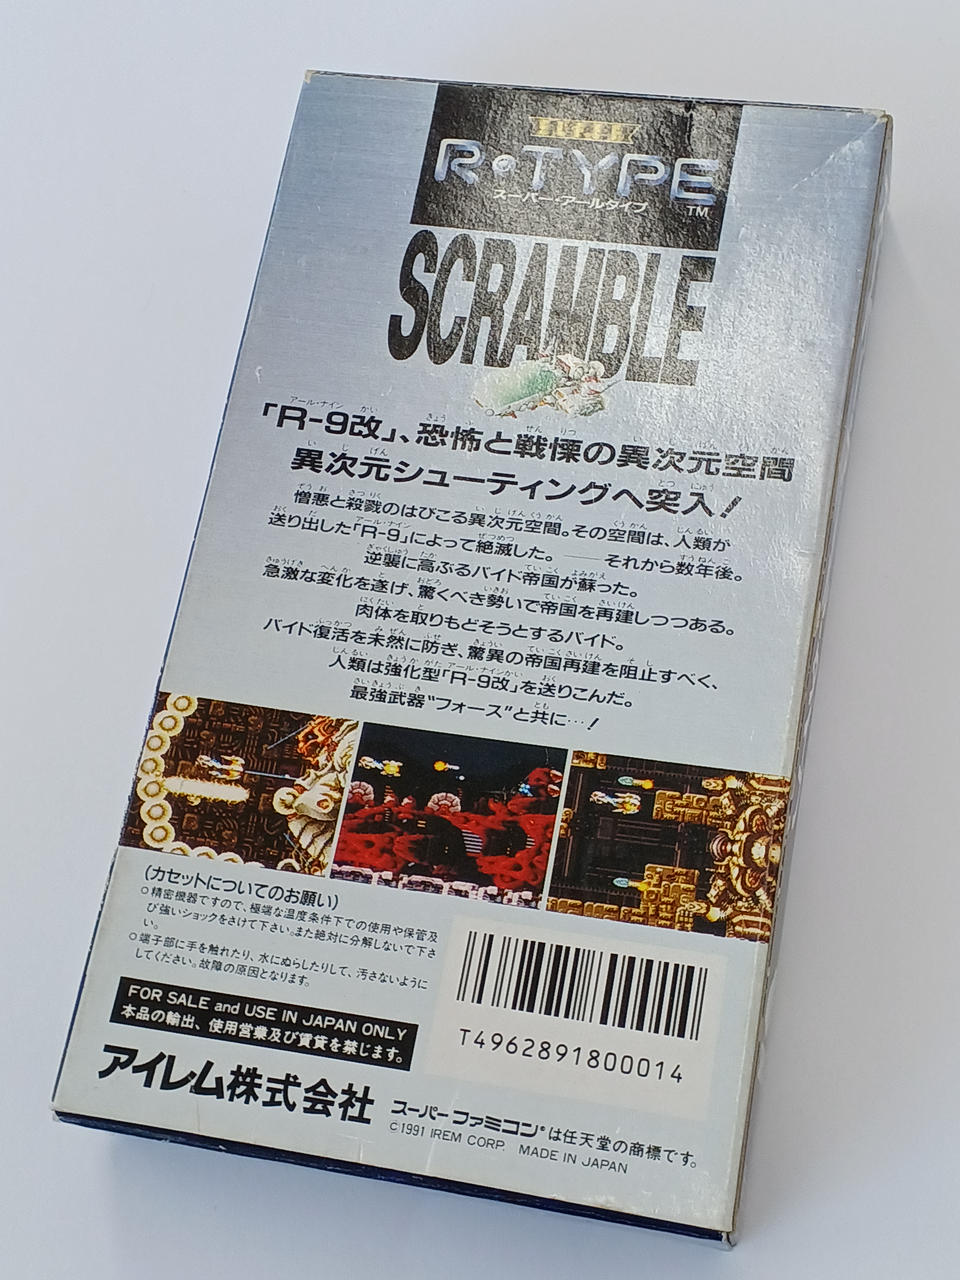 SUPER
R·TYPE
スーパー・アールタイプ
TM
SCRAMBLE
「R-9改」、恐怖と戦慄の異次元空間
異次元シューティングへ突入!
憎悪と殺戮のはびこる異次元空間。その空間は、人類が
送り出した「R-9」によって絶滅した。——それから数年後。
逆襲に高ぶるバイド帝国が蘇った。
急激な変化を遂げ、驚くべき勢いで帝国を再建しつつある。
肉体を取りもどそうとするバイド。
バイド復活を未然に防ぎ、驚異の帝国再建を阻止すべく、
人類は強化型「R-9改」を送りこんだ。
最強武器“フォース”と共に…!
(カセットについてのお願い)
○精密機器ですので、極端な温度条件下での使用や保管及
び強いショックをさけて下さい。また絶対に分解しないで下さ
い。
○端子部に手を触れたり、水にぬらしたりして、汚さないように
してください。故障の原因となります。
FOR SALE and USE IN JAPAN ONLY
本品の輸出、使用営業及び賃貸を禁じます。
T4962891800014
アイレム株式会社
スーパーファミコン®は任天堂の商標です。
©1991 IREM CORP. MADE IN JAPAN